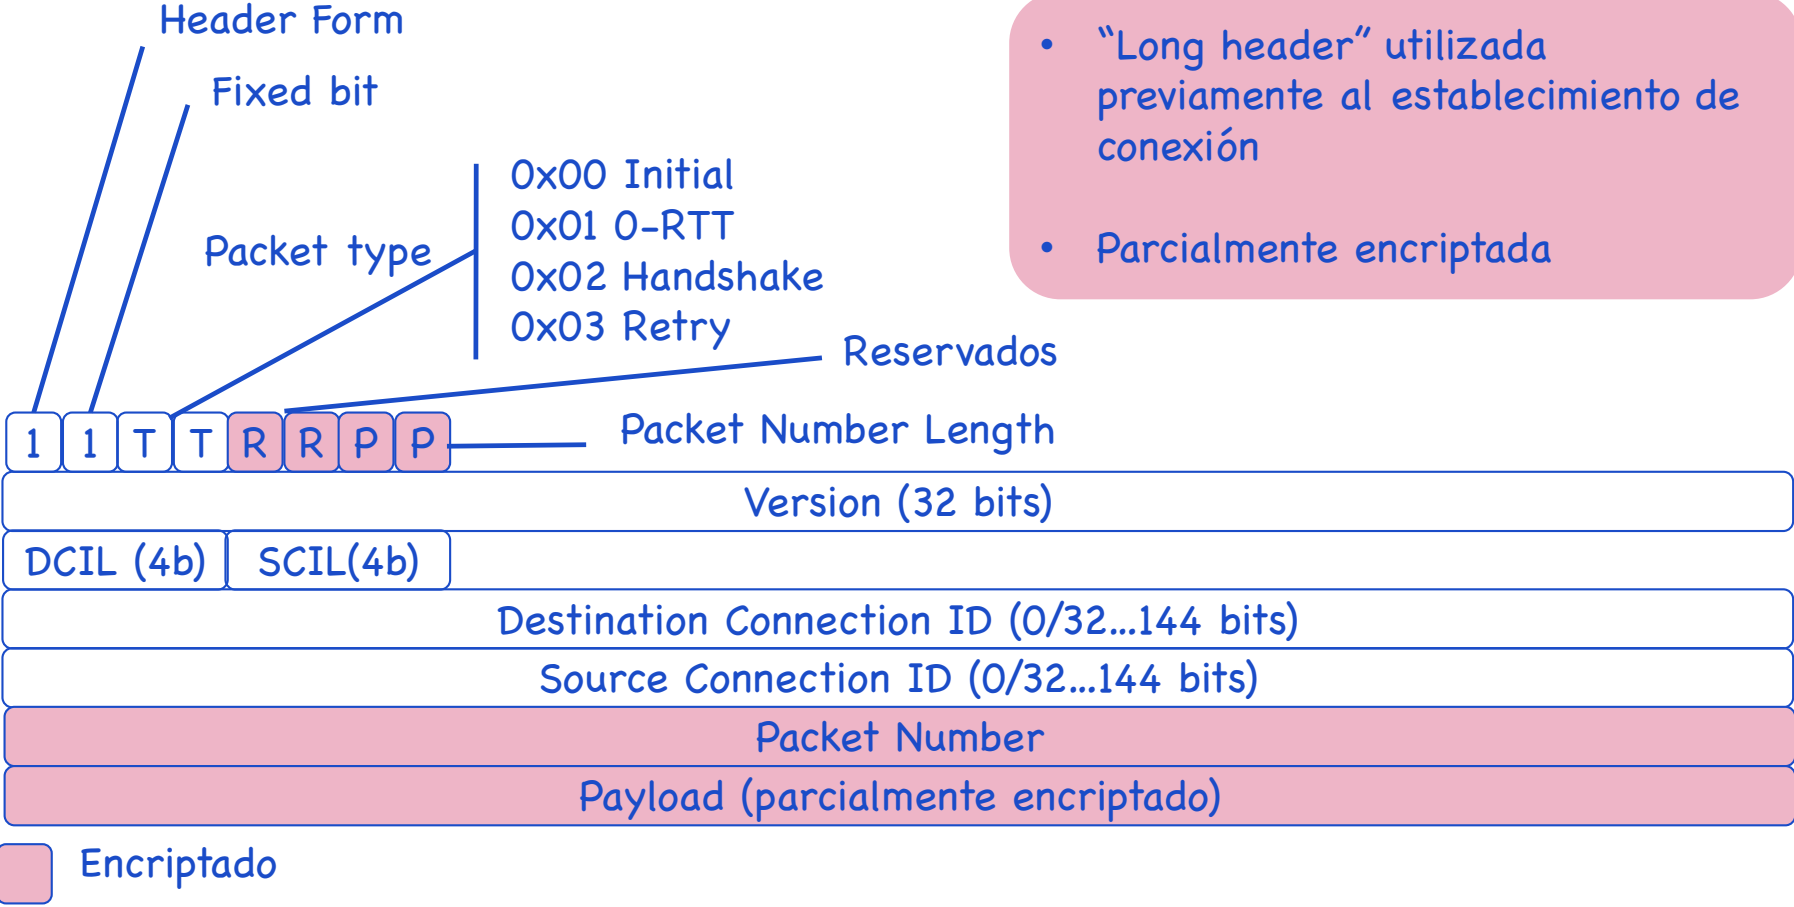 Header Form
Fixed bit
Packet type
0x00 Initial
0x01 0-RTT
0x02 Handshake
0x03 Retry
• “Long header” utilizada
previamente al establecimiento de
conexión
• Parcialmente encriptada
Reservados
1 1 T T R R P P
Packet Number Length
Version (32 bits)
DCIL (4b) SCIL(4b)
Destination Connection ID (0/32...144 bits)
Source Connection ID (0/32...144 bits)
Packet Number
Payload (parcialmente encriptado)
Encriptado